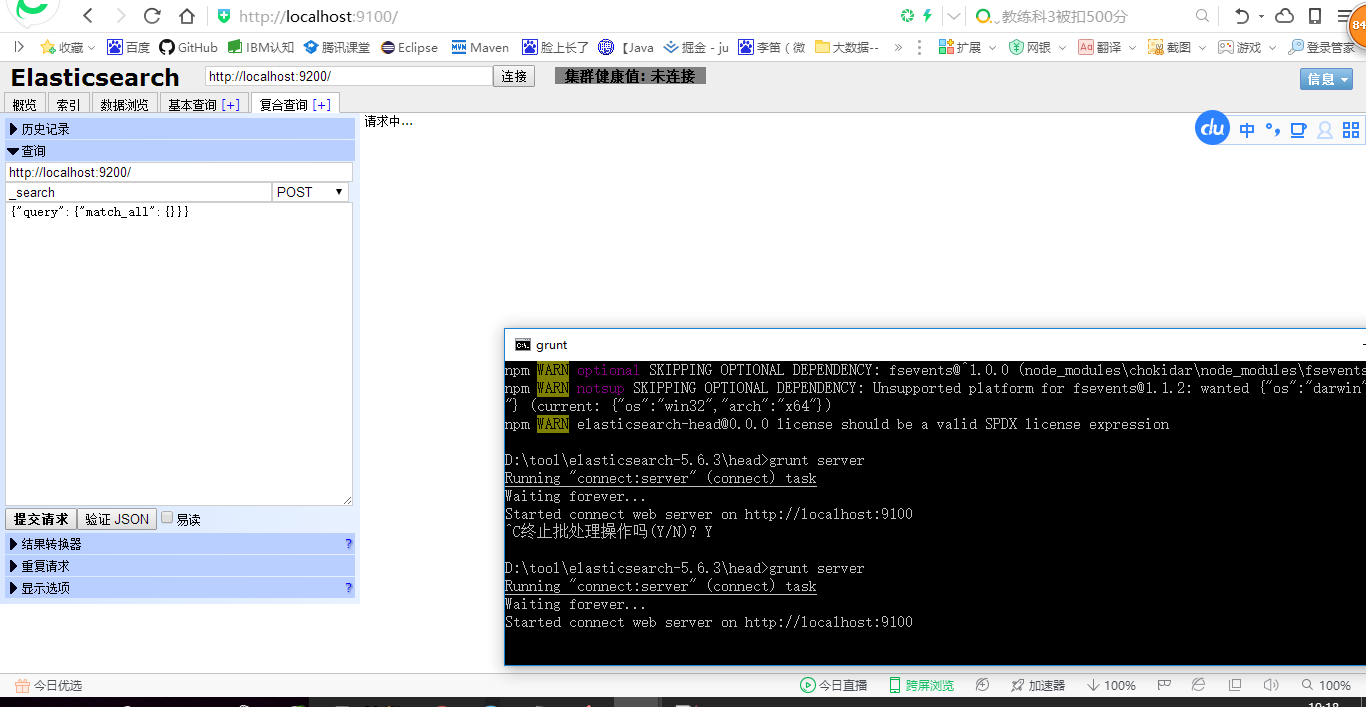 http://localhost:9100/
教练科3被扣500分
84
收藏 百度 GitHub IBM认知 腾讯课堂 Eclipse Maven 脸上长了 【Java 掘金 - ju 李笛（微 大数据-- » 扩展 网银 翻译 截图 游戏 登录管家
Elasticsearch http://localhost:9200/ 连接 集群健康值: 未连接 信息
概览 索引 数据浏览 基本查询 [+] 复合查询 [+]
历史记录
请求中...
du 中
查询
http://localhost:9200/
_search POST
{"query":{"match_all":{}}}
提交请求 验证 JSON 易读
结果转换器 ?
重复请求
显示选项 ?
grunt
npm WARN optional SKIPPING OPTIONAL DEPENDENCY: fsevents@^1.0.0 (node_modules\chokidar\node_modules\fsevents
npm WARN notsup SKIPPING OPTIONAL DEPENDENCY: Unsupported platform for fsevents@1.1.2: wanted {"os":"darwin"
"} (current: {"os":"win32","arch":"x64"})
npm WARN elasticsearch-head@0.0.0 license should be a valid SPDX license expression
D:\tool\elasticsearch-5.6.3\head>grunt server
Running "connect:server" (connect) task
Waiting forever...
Started connect web server on http://localhost:9100
^C终止批处理操作吗(Y/N)? Y
D:\tool\elasticsearch-5.6.3\head>grunt server
Running "connect:server" (connect) task
Waiting forever...
Started connect web server on http://localhost:9100
今日优选 今日直播 跨屏浏览 加速器 100% 100%